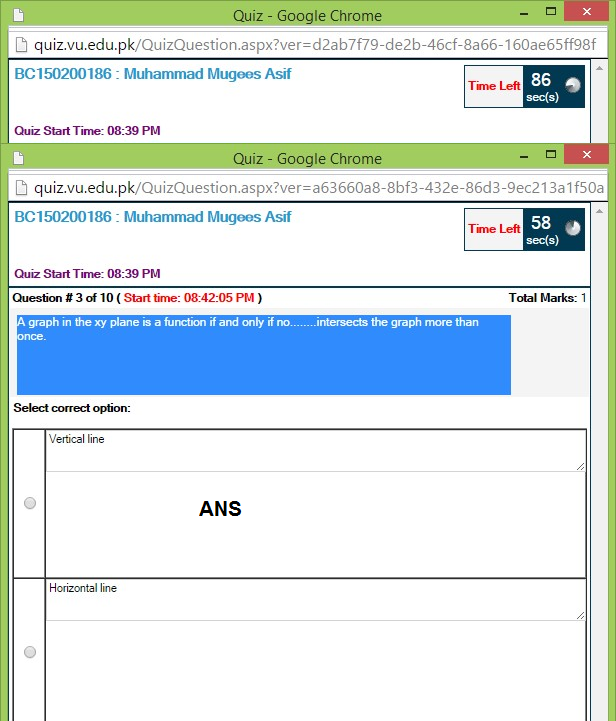 Quiz - Google Chrome
quiz.vu.edu.pk/QuizQuestion.aspx?ver=d2ab7f79-de2b-46cf-8a66-160ae65ff98f
BC150200186 : Muhammad Mugees Asif
Time Left 86 sec(s)
Quiz Start Time: 08:39 PM
Quiz - Google Chrome
quiz.vu.edu.pk/QuizQuestion.aspx?ver=a63660a8-8bf3-432e-86d3-9ec213a1f50a
BC150200186 : Muhammad Mugees Asif
Time Left 58 sec(s)
Quiz Start Time: 08:39 PM
Question # 3 of 10 ( Start time: 08:42:05 PM ) Total Marks: 1
A graph in the xy plane is a function if and only if no........intersects the graph more than
once.
Select correct option:
Vertical line
ANS
Horizontal line